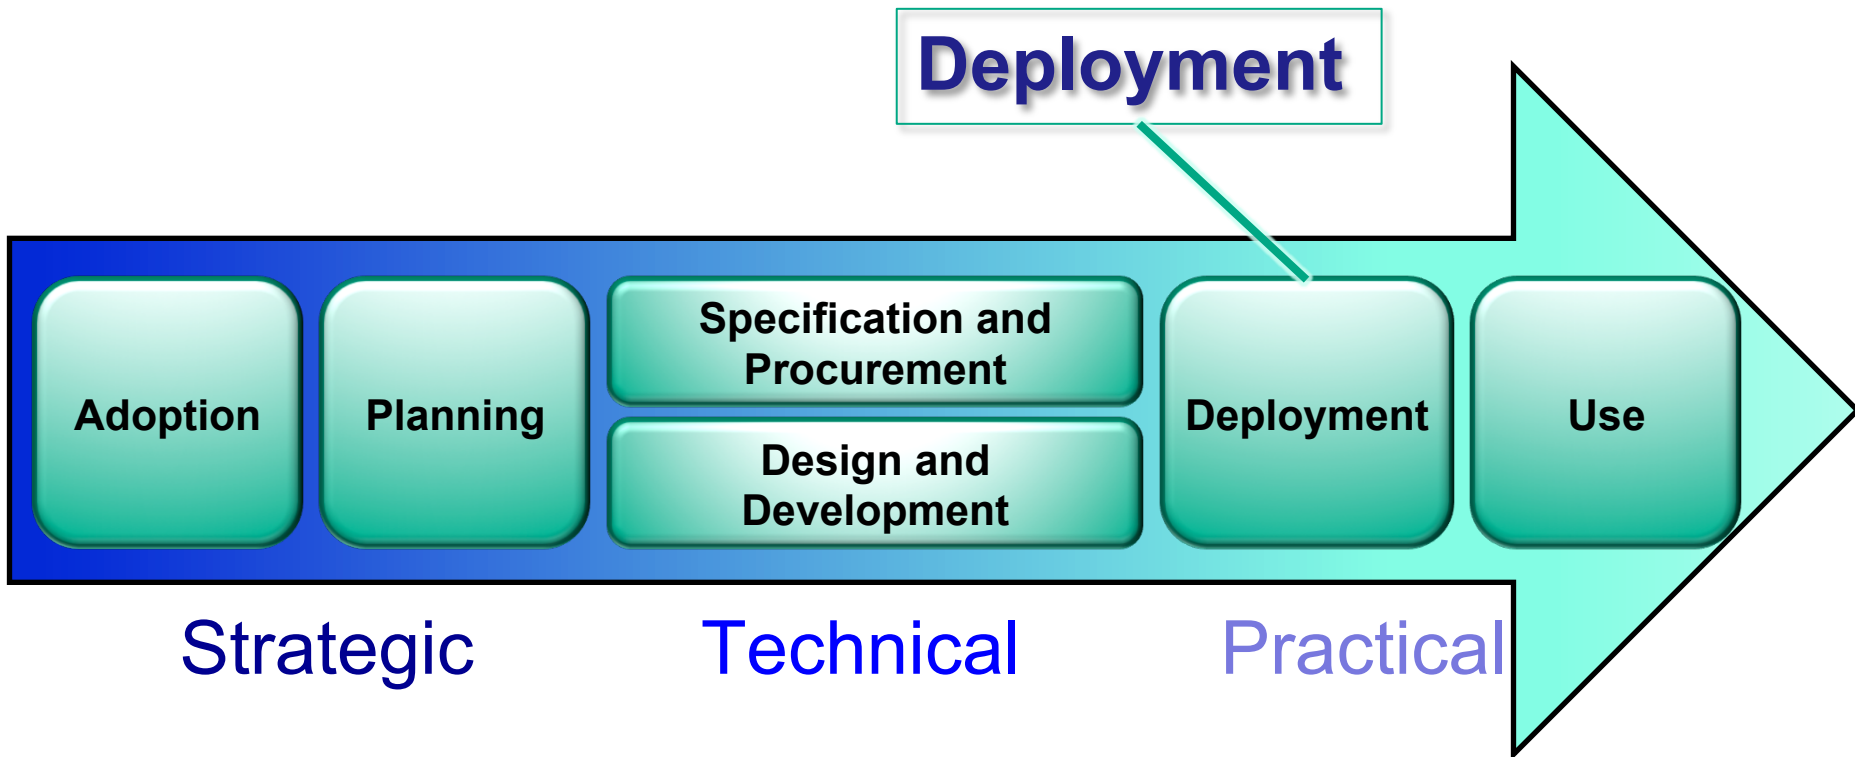 Deployment
Adoption
Planning
Specification and
Procurement
Design and
Development
Deployment
Use
Strategic
Technical
Practical